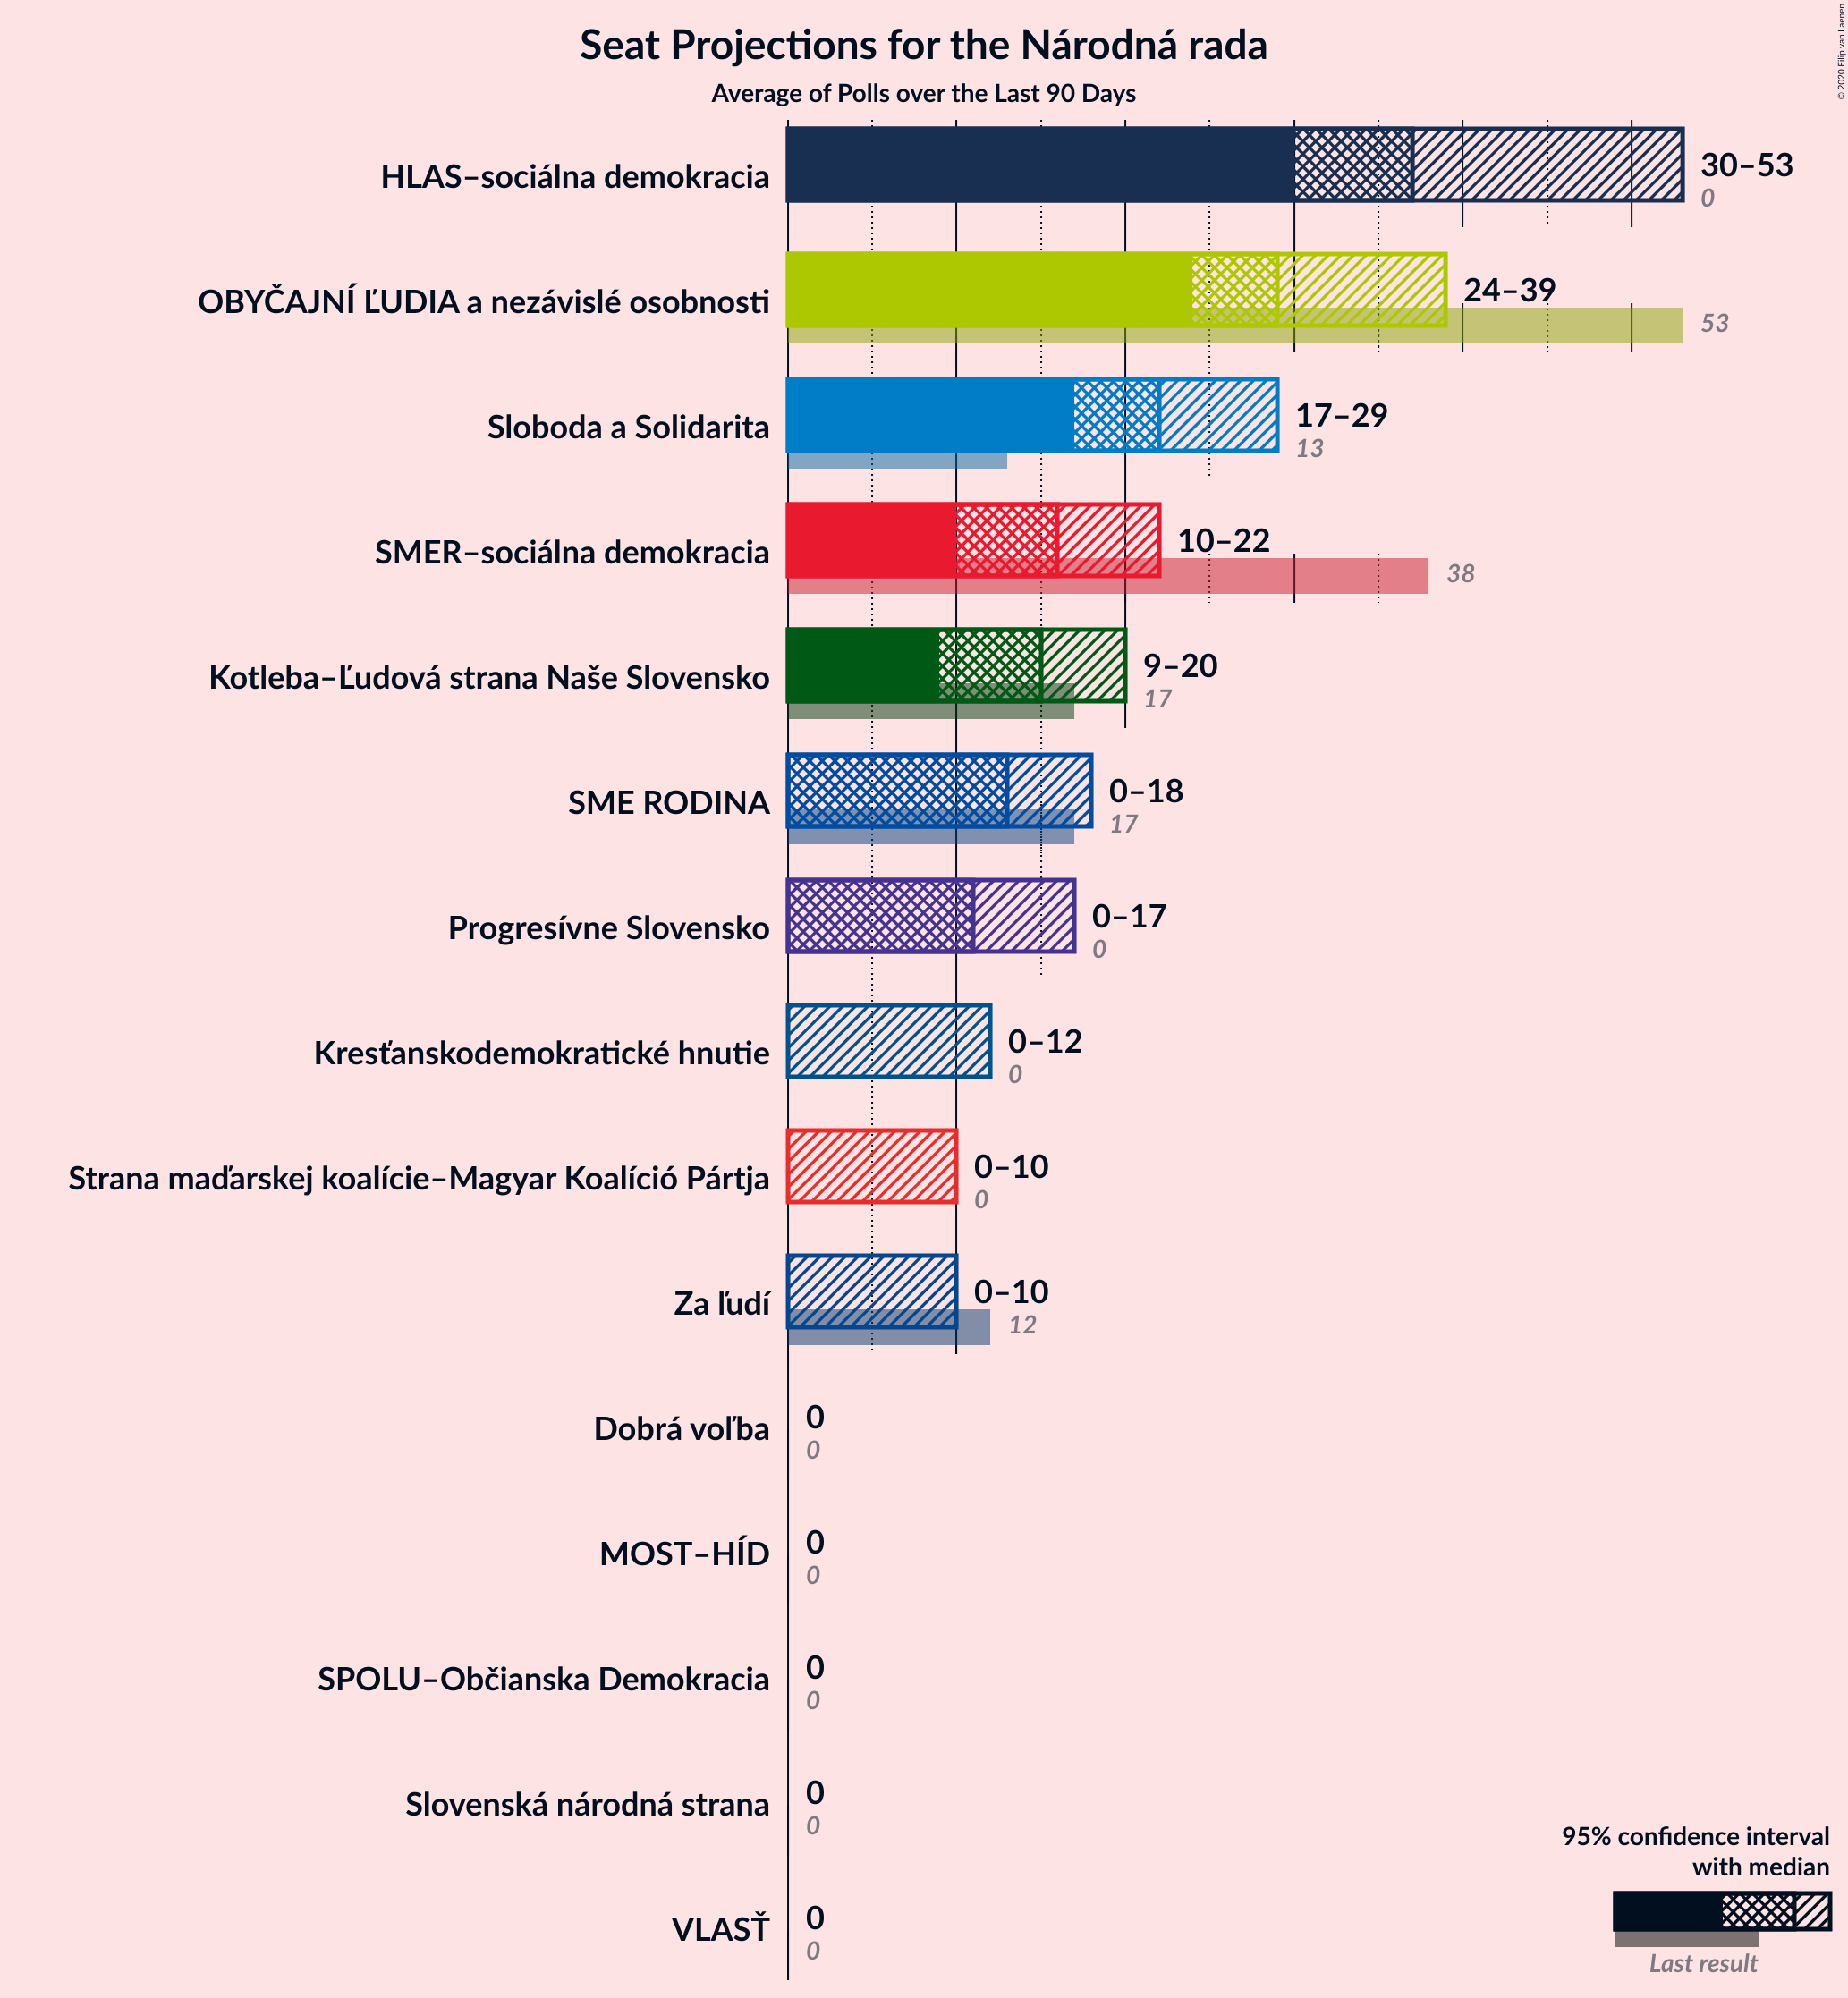 Seat Projections for the Národná rada
Average of Polls over the Last 90 Days
© 2020 Filip van Laenen
HLAS–sociálna demokracia
30–53
0
OBYČAJNÍ ĽUDIA a nezávislé osobnosti
24–39
53
Sloboda a Solidarita
17–29
13
SMER–sociálna demokracia
10–22
38
Kotleba–Ľudová strana Naše Slovensko
9–20
17
SME RODINA
0–18
17
Progresívne Slovensko
0–17
0
Kresťanskodemokratické hnutie
0–12
0
Strana maďarskej koalície–Magyar Koalíció Pártja
0–10
0
Za ľudí
0–10
12
Dobrá voľba
0
0
MOST–HÍD
0
0
SPOLU–Občianska Demokracia
0
0
Slovenská národná strana
0
0
VLASŤ
0
0
95% confidence interval
with median
Last result